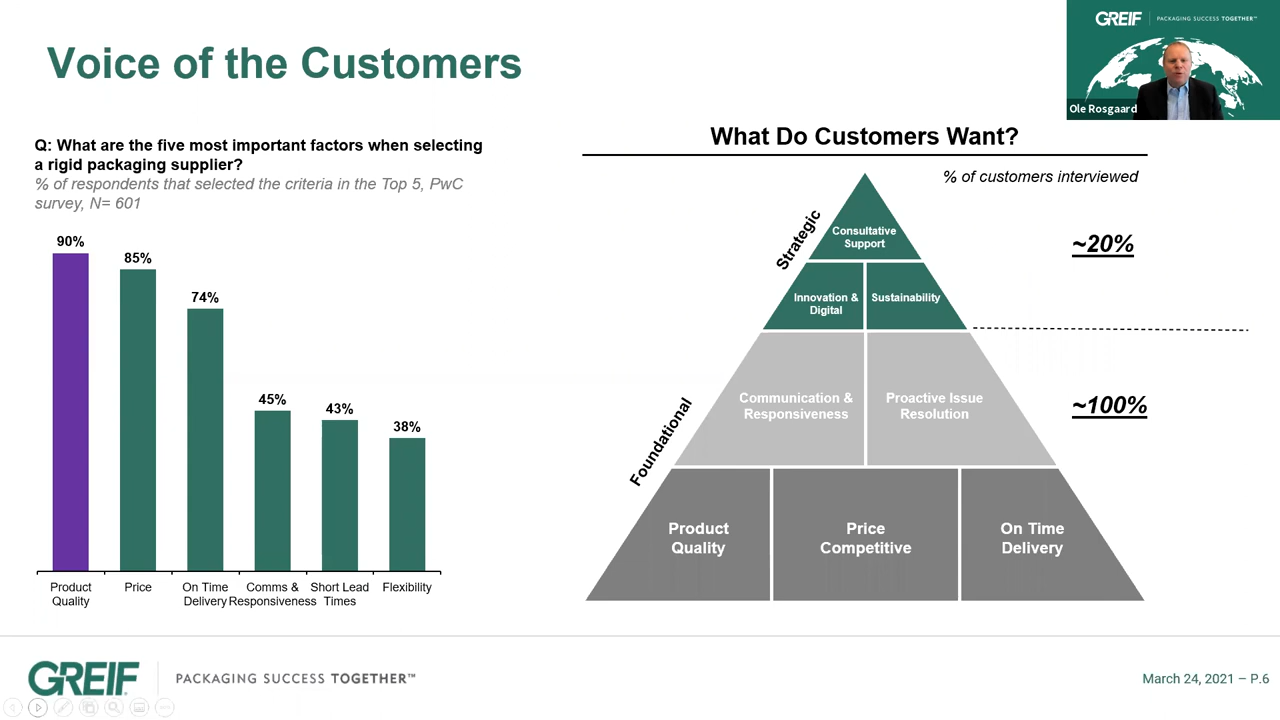 Voice of the Customers
GREIF
PACKAGING SUCCESS TOGETHER™
Ole Rosgaard
Q: What are the five most important factors when selecting
a rigid packaging supplier?
% of respondents that selected the criteria in the Top 5, PwC
survey, N= 601
90%
85%
74%
45%
43%
38%
Product
Quality
Price
On Time
Delivery
Comms &
Responsiveness
Short Lead
Times
Flexibility
What Do Customers Want?
% of customers interviewed
Strategic
Consultative
Support
~20%
Innovation &
Digital
Sustainability
Foundational
Communication &
Responsiveness
Proactive Issue
Resolution
~100%
Product
Quality
Price
Competitive
On Time
Delivery
GREIF
PACKAGING SUCCESS TOGETHER™
March 24, 2021 – P.6